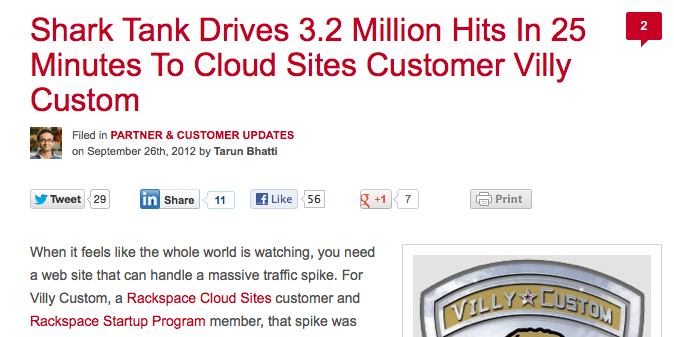 Shark Tank Drives 3.2 Million Hits In 25
Minutes To Cloud Sites Customer Villy
Custom
2
Filed in PARTNER & CUSTOMER UPDATES
on September 26th, 2012 by Tarun Bhatti
Tweet 29 in Share 11 f Like 56 g +1 7 Print
When it feels like the whole world is watching, you need
a web site that can handle a massive traffic spike. For
Villy Custom, a Rackspace Cloud Sites customer and
Rackspace Startup Program member, that spike was
VILLY CUSTOM